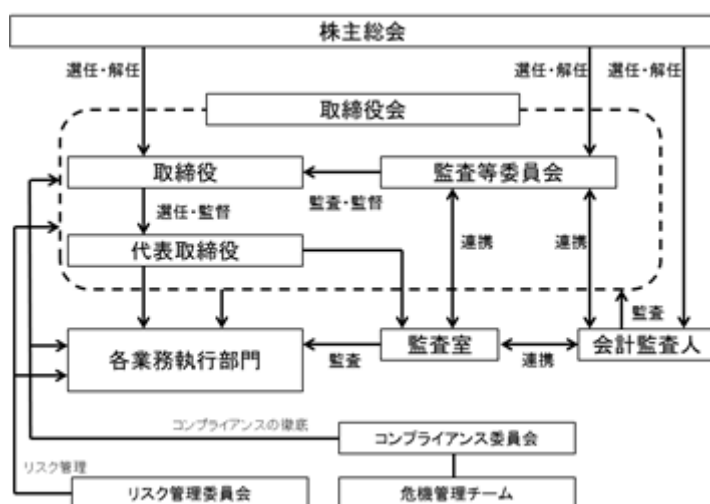 株主総会
選任・解任
選任・解任
選任・解任
取締役会
取締役
監査等委員会
監査・監督
選任・監督
連携
連携
代表取締役
監査
各業務執行部門
監査
監査室
連携
会計監査人
コンプライアンスの徹底
コンプライアンス委員会
リスク管理
リスク管理委員会
危機管理チーム